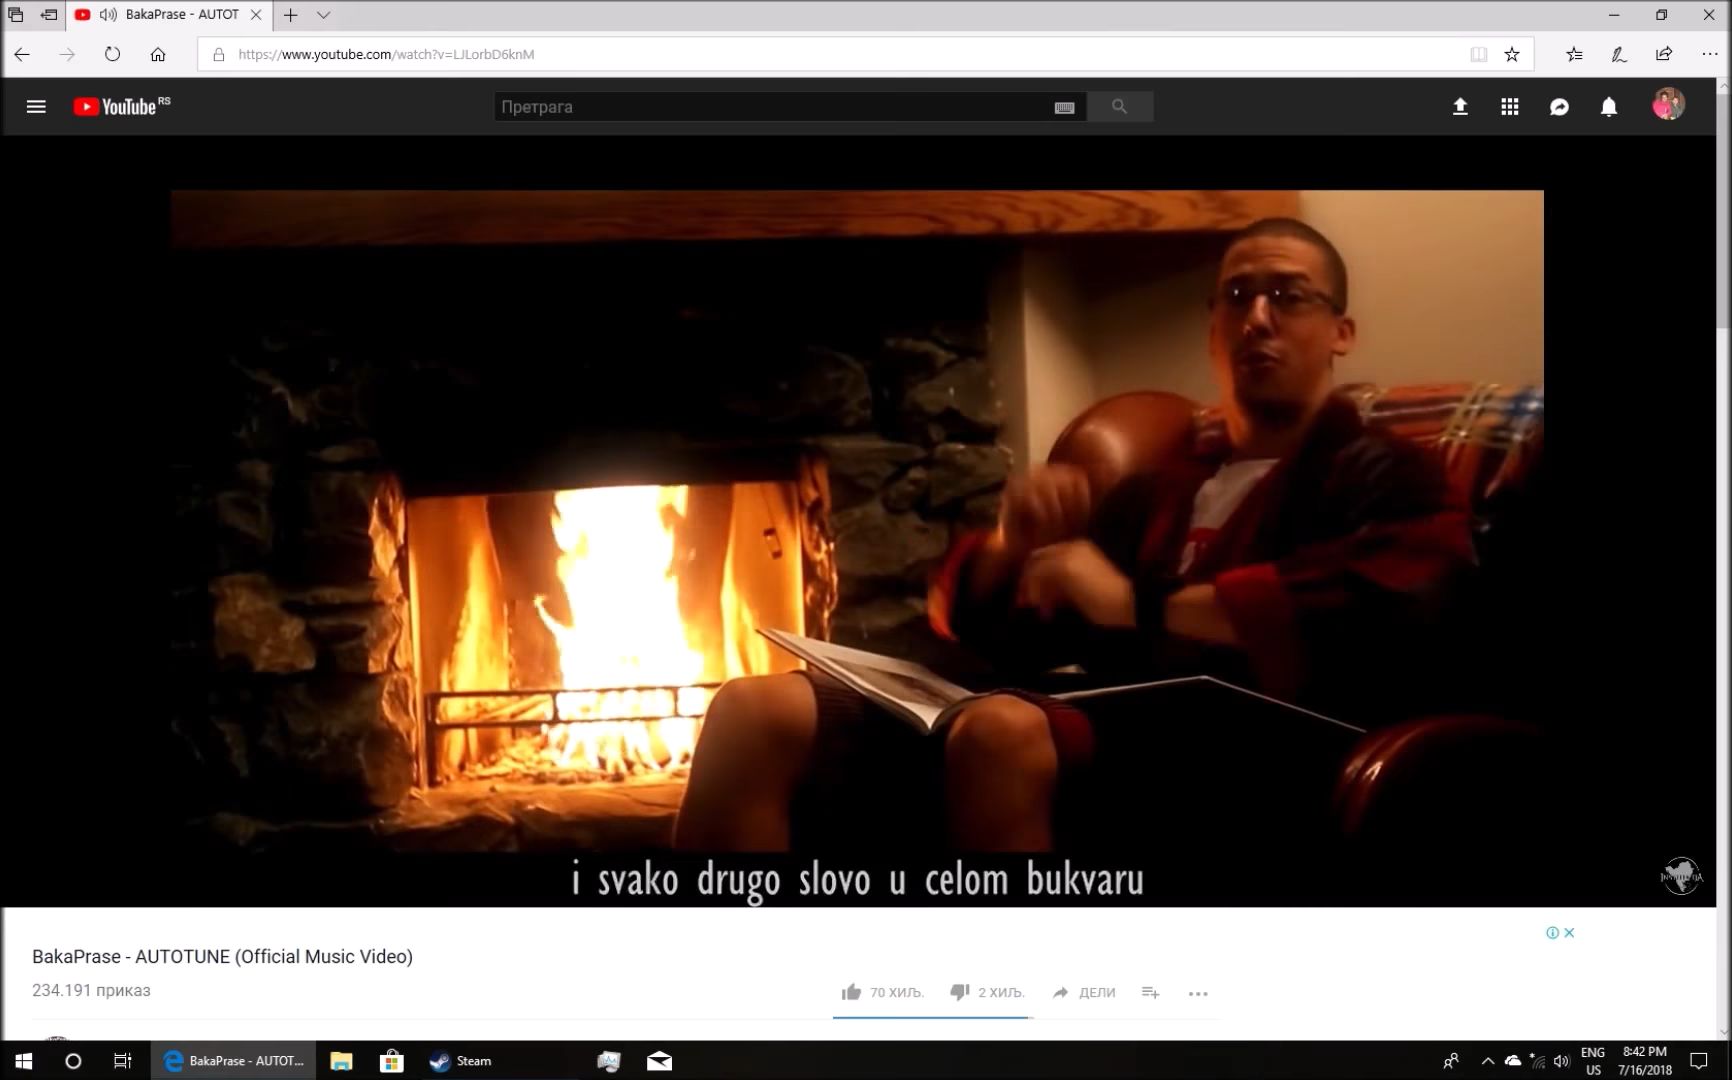 BakaPrase - AUTOT
https://www.youtube.com/watch?v=LJLorbD6knM
YouTube RS
Претрага
i svako drugo slovo u celom bukvaru
BakaPrase - AUTOTUNE (Official Music Video)
234.191 приказ
70 ХИЉ.
2 ХИЉ.
ДЕЛИ
BakaPrase - AUTOT...
Steam
ENG
US
8:42 PM
7/16/2018